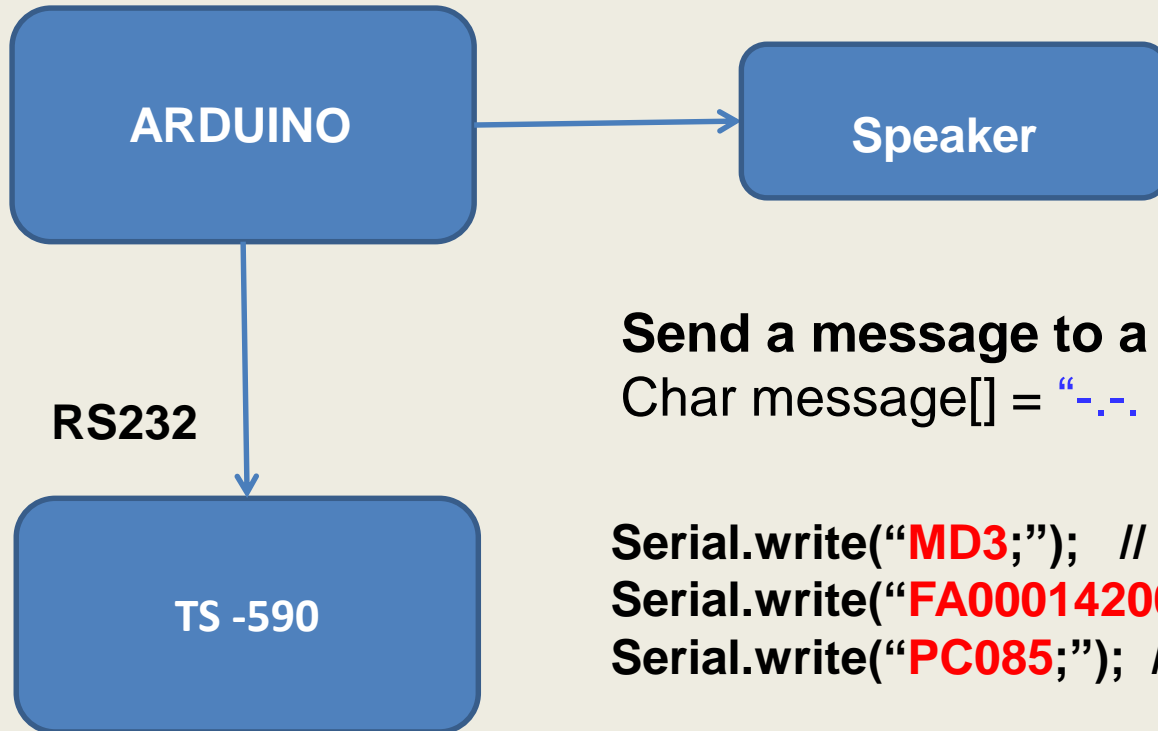 ARDUINO
Speaker
Send a message to a
Char message[] = “-.-.
RS232
Serial.write(“MD3;”); //
Serial.write(“FA00014200
Serial.write(“PC085;”); /
TS -590